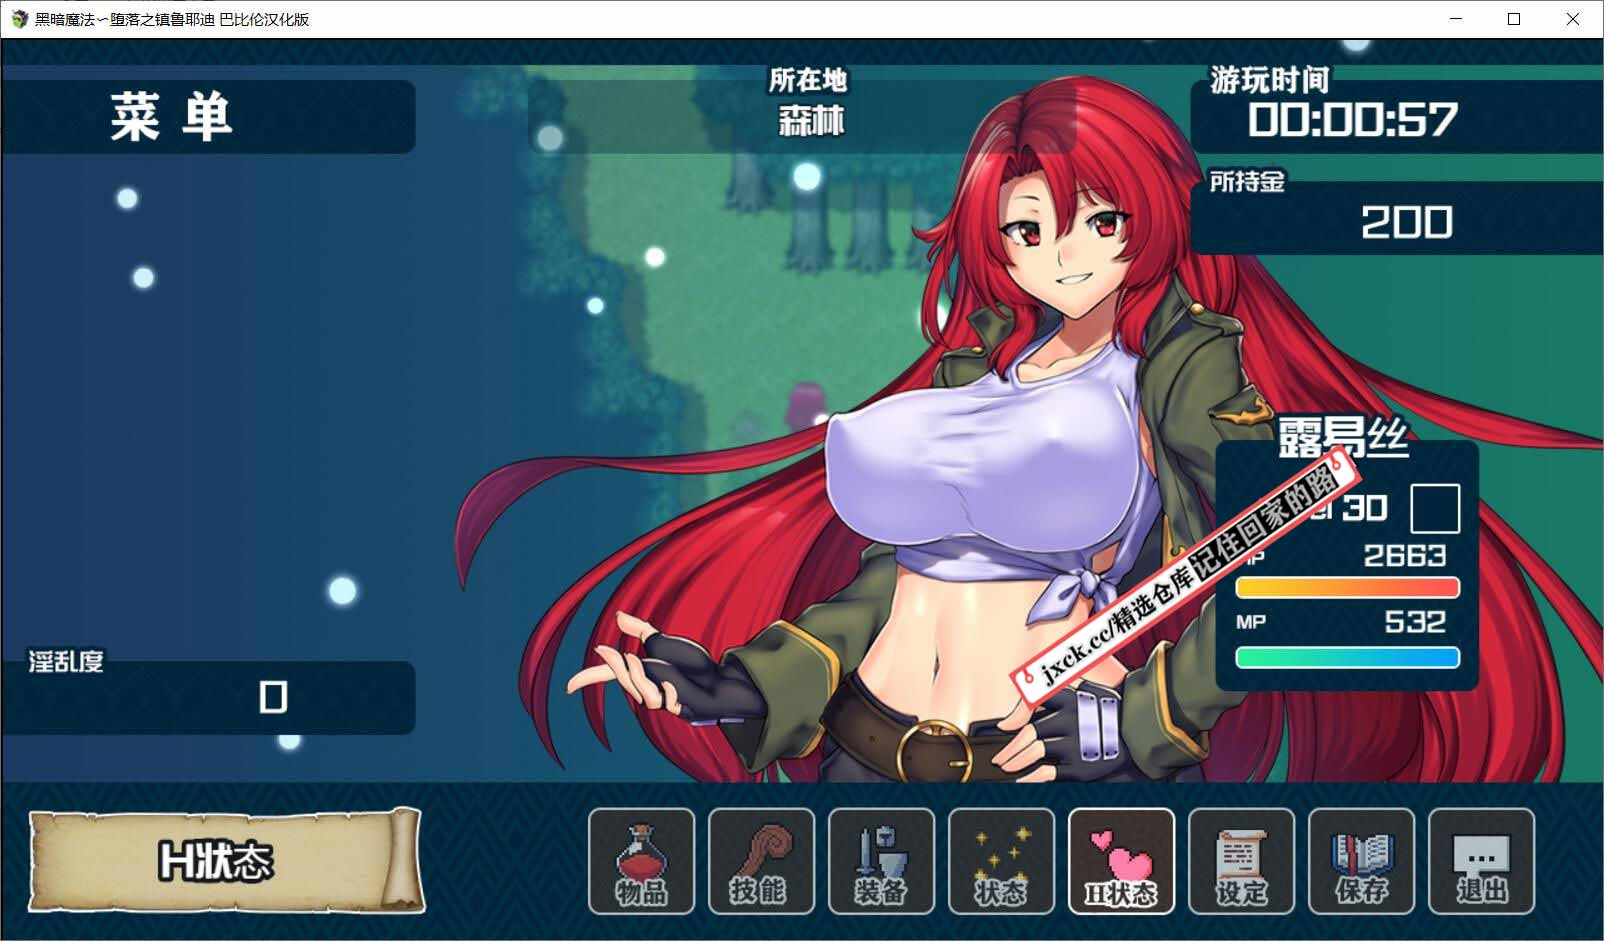 黑暗魔法∽堕落之镇鲁耶迪 巴比伦汉化版
菜单
所在地
森林
游玩时间
00:00:57
所持金
200
露易丝
30
2663
MP
532
jxck.cc/精选仓库 记住回家的路
淫乱度
0
H状态
物品
技能
装备
状态
H状态
设定
保存
退出